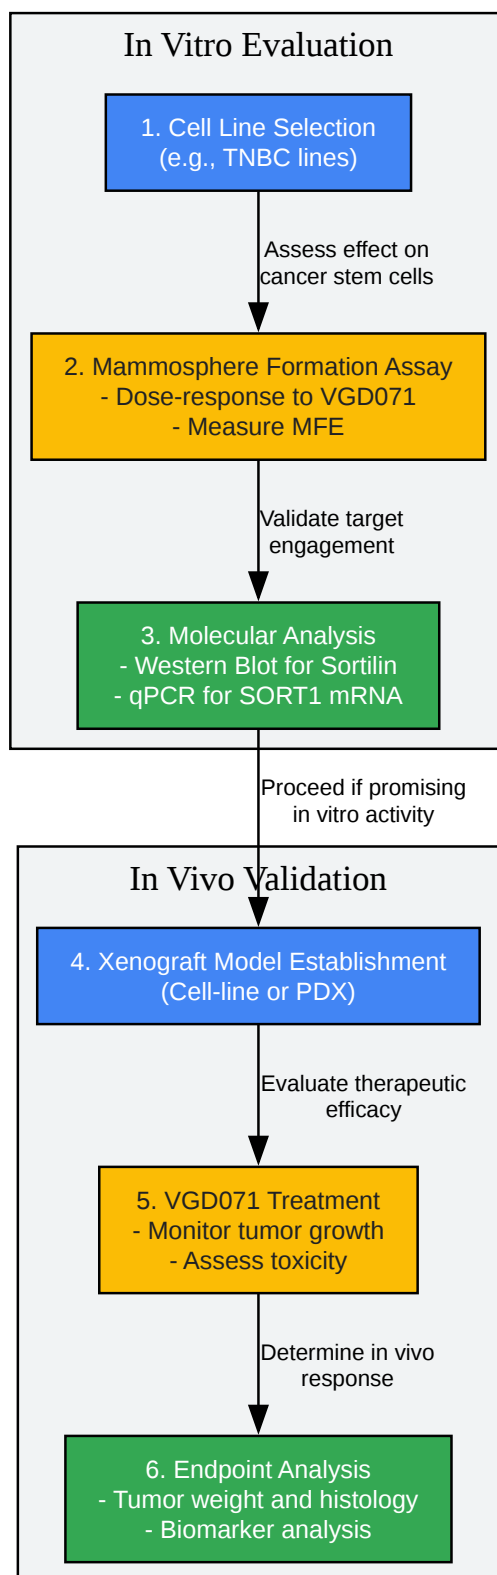 In Vitro Evaluation
1. Cell Line Selection
(e.g., TNBC lines)
Assess effect on
cancer stem cells
2. Mammosphere Formation Assay
- Dose-response to VGD071
- Measure MFE
Validate target
engagement
3. Molecular Analysis
- Western Blot for Sortilin
- qPCR for SORT1 mRNA
Proceed if promising
in vitro activity
In Vivo Validation
4. Xenograft Model Establishment
(Cell-line or PDX)
Evaluate therapeutic
efficacy
5. VGD071 Treatment
- Monitor tumor growth
- Assess toxicity
Determine in vivo
response
6. Endpoint Analysis
- Tumor weight and histology
- Biomarker analysis